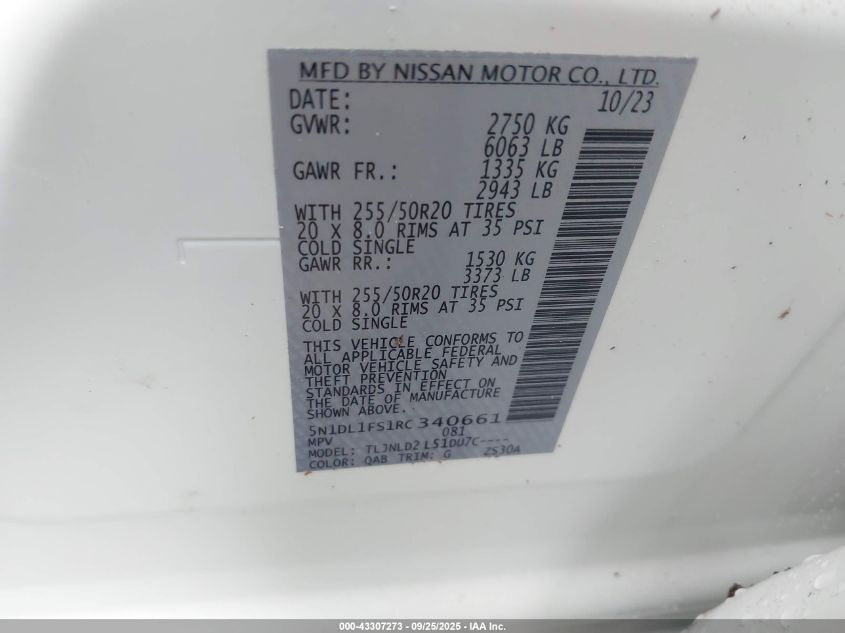 MFD BY NISSAN MOTOR CO., LTD.
DATE: 10/23
GVWR: 2750 KG
6063 LB
GAWR FR.: 1335 KG
2943 LB
WITH 255/50R20 TIRES
20 X 8.0 RIMS AT 35 PSI
COLD SINGLE
GAWR RR.: 1530 KG
3373 LB
WITH 255/50R20 TIRES
20 X 8.0 RIMS AT 35 PSI
COLD SINGLE
THIS VEHICLE CONFORMS TO
ALL APPLICABLE FEDERAL
MOTOR VEHICLE SAFETY AND
THEFT PREVENTION
STANDARDS IN EFFECT ON
THE DATE OF MANUFACTURE
SHOWN ABOVE.
5N1DL1FS1RC340661
MPV 081
MODEL: TLJNLD2 L51DU7C----
COLOR: QAB TRIM: G ZS30A
000-43307273 - 09/25/2025 - IAA Inc.